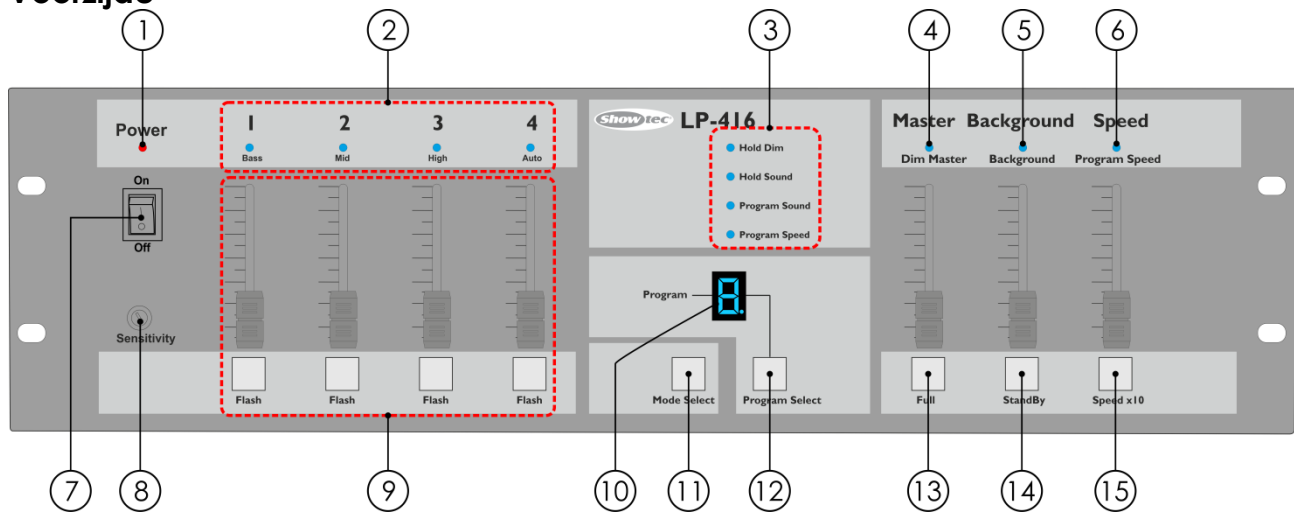 1 2 3 4 5 6
Power
1 2 3 4
Bass Mid High Auto
Showtec LP-416
Hold Dim
Hold Sound
Program Sound
Program Speed
Master Background Speed
Dim Master Background Program Speed
On
Off
Sensitivity
Program 8.
Flash Flash Flash Flash
Mode Select Program Select
Full StandBy Speed x10
7 8 9 10 11 12 13 14 15